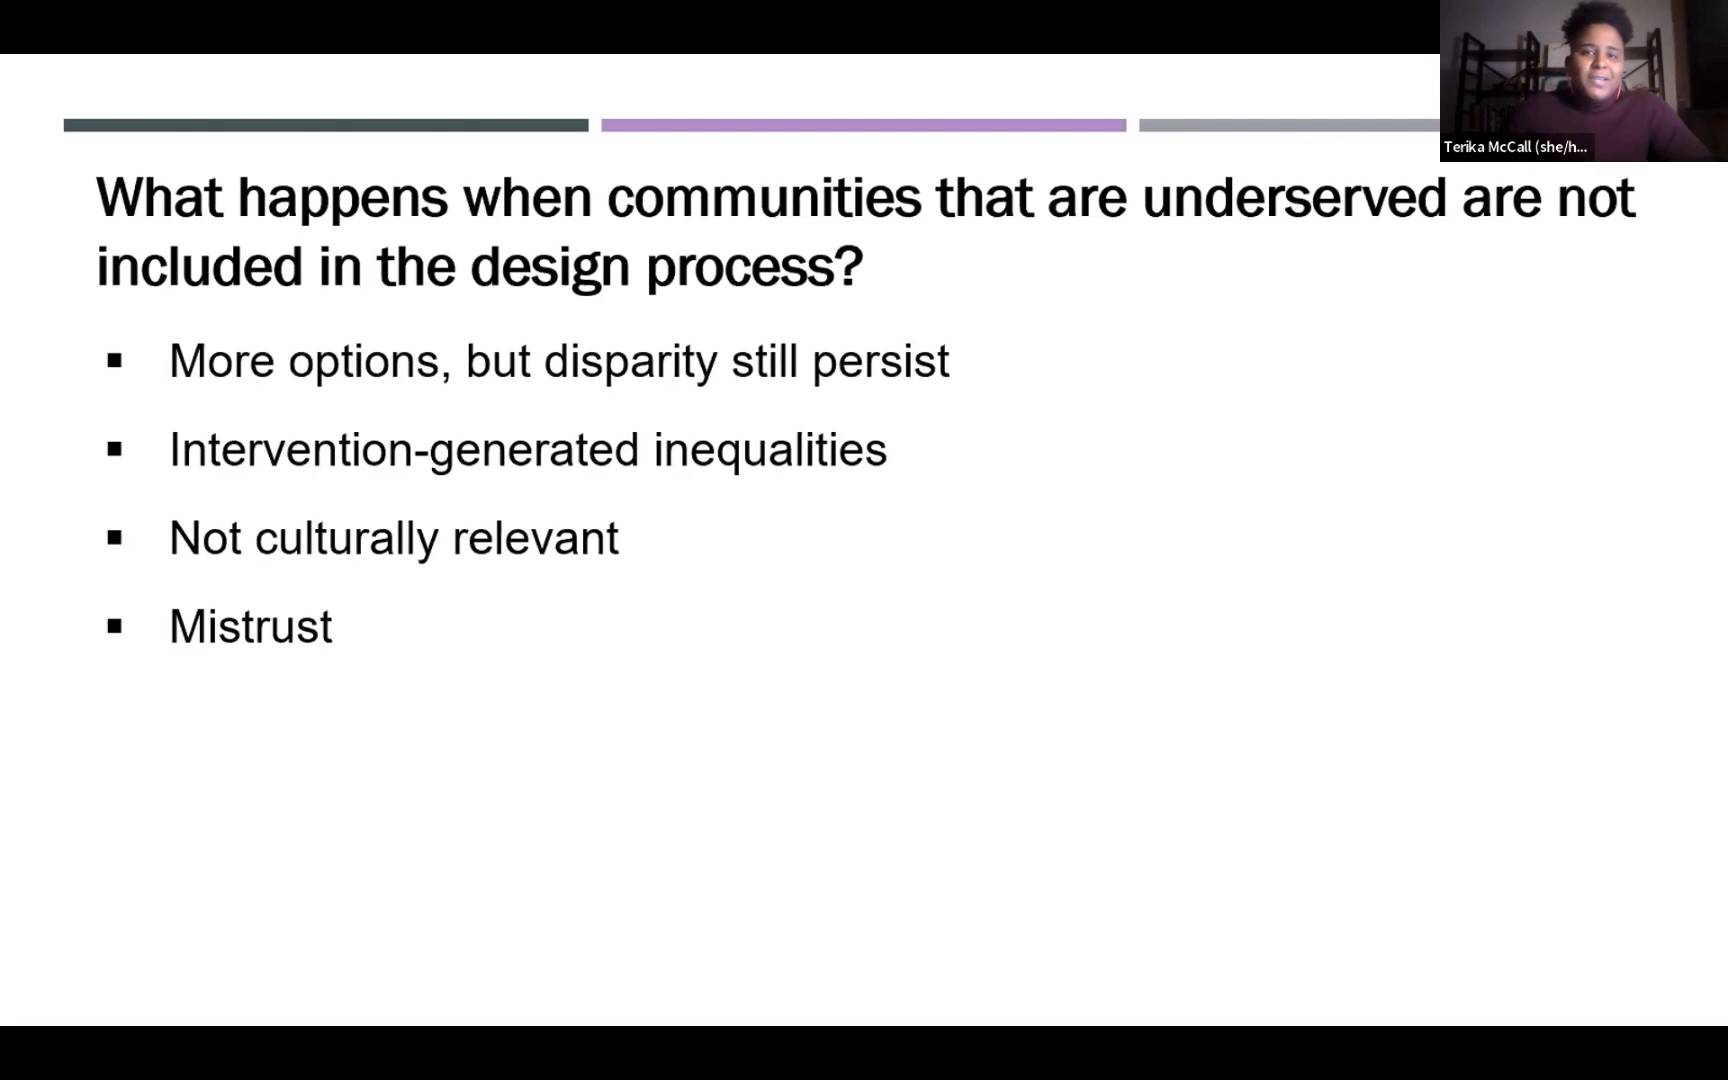 Terika McCall (she/h...
What happens when communities that are underserved are not
included in the design process?
▪ More options, but disparity still persist
▪ Intervention-generated inequalities
▪ Not culturally relevant
▪ Mistrust